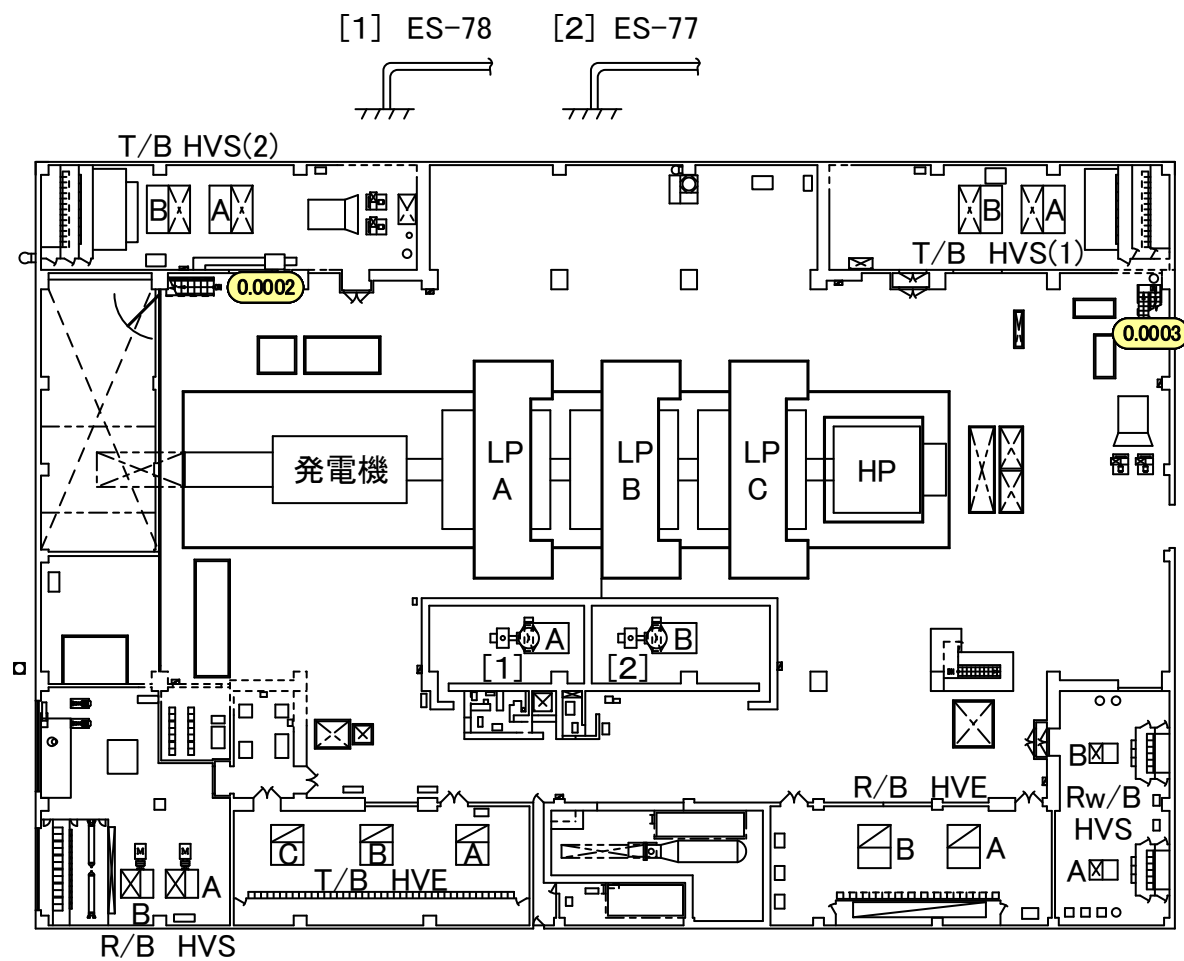 [1] ES-78
[2] ES-77
T/B HVS(2)
B
A
B
A
T/B HVS(1)
0.0002
0.0003
発電機
LP
A
LP
B
LP
C
HP
A
B
[1]
[2]
R/B HVE
B
Rw/B
HVS
A
C
B
A
T/B HVE
B
A
M
M
A
B
R/B HVS